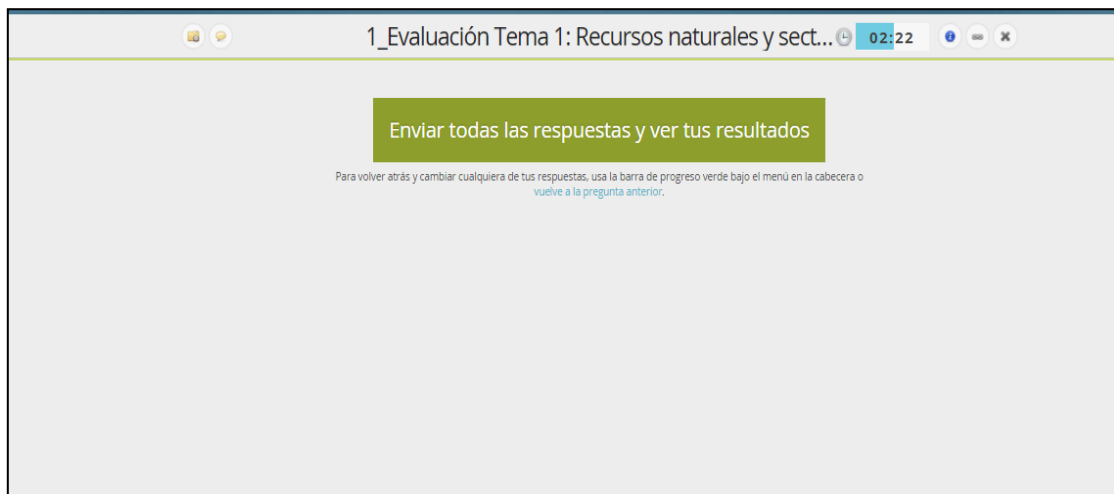 1_Evaluación Tema 1: Recursos naturales y sect... 02:22
Enviar todas las respuestas y ver tus resultados
Para volver atrás y cambiar cualquiera de tus respuestas, usa la barra de progreso verde bajo el menú en la cabecera o
vuelve a la pregunta anterior.